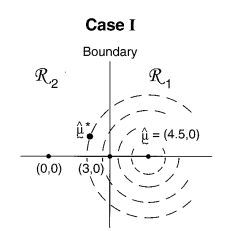 Case I
Boundary
ℛ₂ ℛ₁
μ̂* μ̂ = (4.5,0)
(0,0) (3,0)